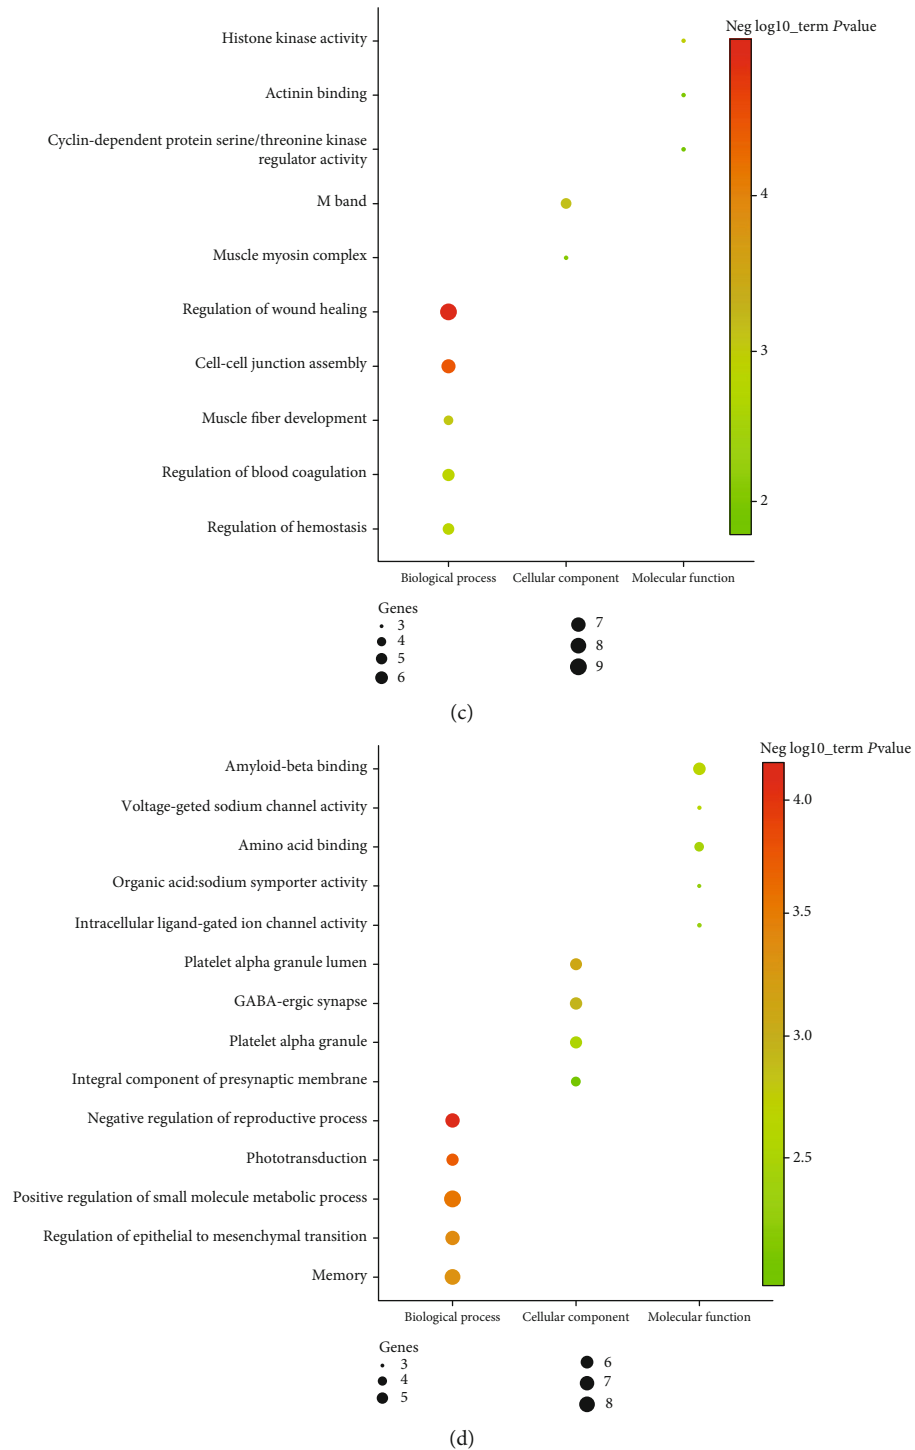 Neg log10_term Pvalue
Histone kinase activity
Actinin binding
Cyclin-dependent protein serine/threonine kinase
regulator activity
M band
Muscle myosin complex
Regulation of wound healing
Cell-cell junction assembly
Muscle fiber development
Regulation of blood coagulation
Regulation of hemostasis
4
3
2
Biological process
Cellular component
Molecular function
Genes
3
4
5
6
7
8
9
(c)
Neg log10_term Pvalue
Amyloid-beta binding
Voltage-geted sodium channel activity
Amino acid binding
Organic acid:sodium symporter activity
Intracellular ligand-gated ion channel activity
Platelet alpha granule lumen
GABA-ergic synapse
Platelet alpha granule
Integral component of presynaptic membrane
Negative regulation of reproductive process
Phototransduction
Positive regulation of small molecule metabolic process
Regulation of epithelial to mesenchymal transition
Memory
4.0
3.5
3.0
2.5
Biological process
Cellular component
Molecular function
Genes
3
4
5
6
7
8
(d)